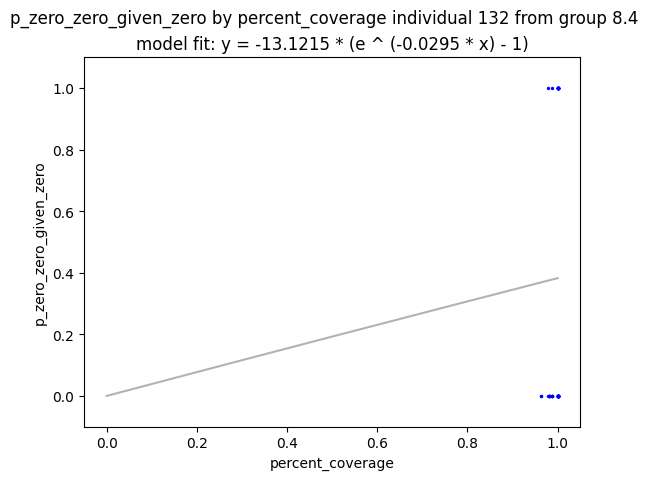 p_zero_zero_given_zero by percent_coverage individual 132 from group 8.4
model fit: y = -13.1215 * (e ^ (-0.0295 * x) - 1)
1.0
0.8
0.6
0.4
0.2
0.0
p_zero_zero_given_zero
0.0 0.2 0.4 0.6 0.8 1.0
percent_coverage